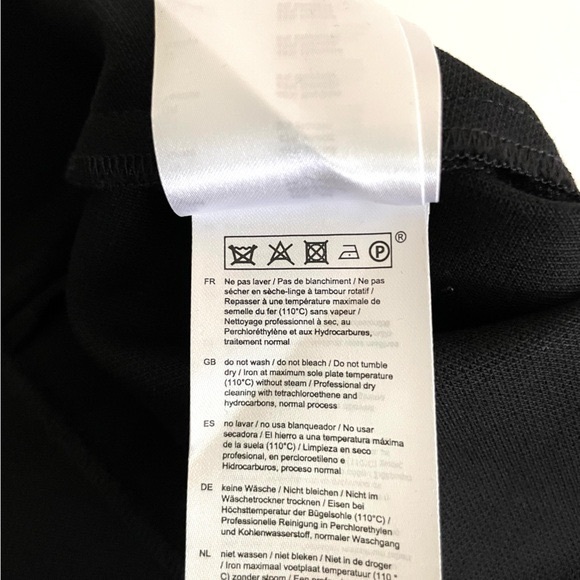 P ®
FR Ne pas laver / Pas de blanchiment / Ne pas
sécher en sèche-linge à tambour rotatif /
Repasser à une température maximale de
semelle du fer (110°C) sans vapeur /
Nettoyage professionnel à sec, au
Perchloréthylène et aux Hydrocarbures,
traitement normal
GB do not wash / do not bleach / Do not tumble
dry / Iron at maximum sole plate temperature
(110°C) without steam / Professional dry
cleaning with tetrachloroethene and
hydrocarbons, normal process
ES no lavar / no usa blanqueador / No usar
secadora / El hierro a una temperatura máxima
de la suela (110°C) / Limpieza en seco
profesional, en percloroetileno e
Hidrocarburos, proceso normal
DE keine Wäsche / Nicht bleichen / Nicht im
Wäschetrockner trocknen / Eisen bei
Höchsttemperatur der Bügelsohle (110°C) /
Professionelle Reinigung in Perchlorethylen
und Kohlenwasserstoff, normaler Waschgang
NL niet wassen / niet bleken / Niet in de droger
/ Iron maximaal voetplaat temperatuur (110 °
C) zonder stoom / Een